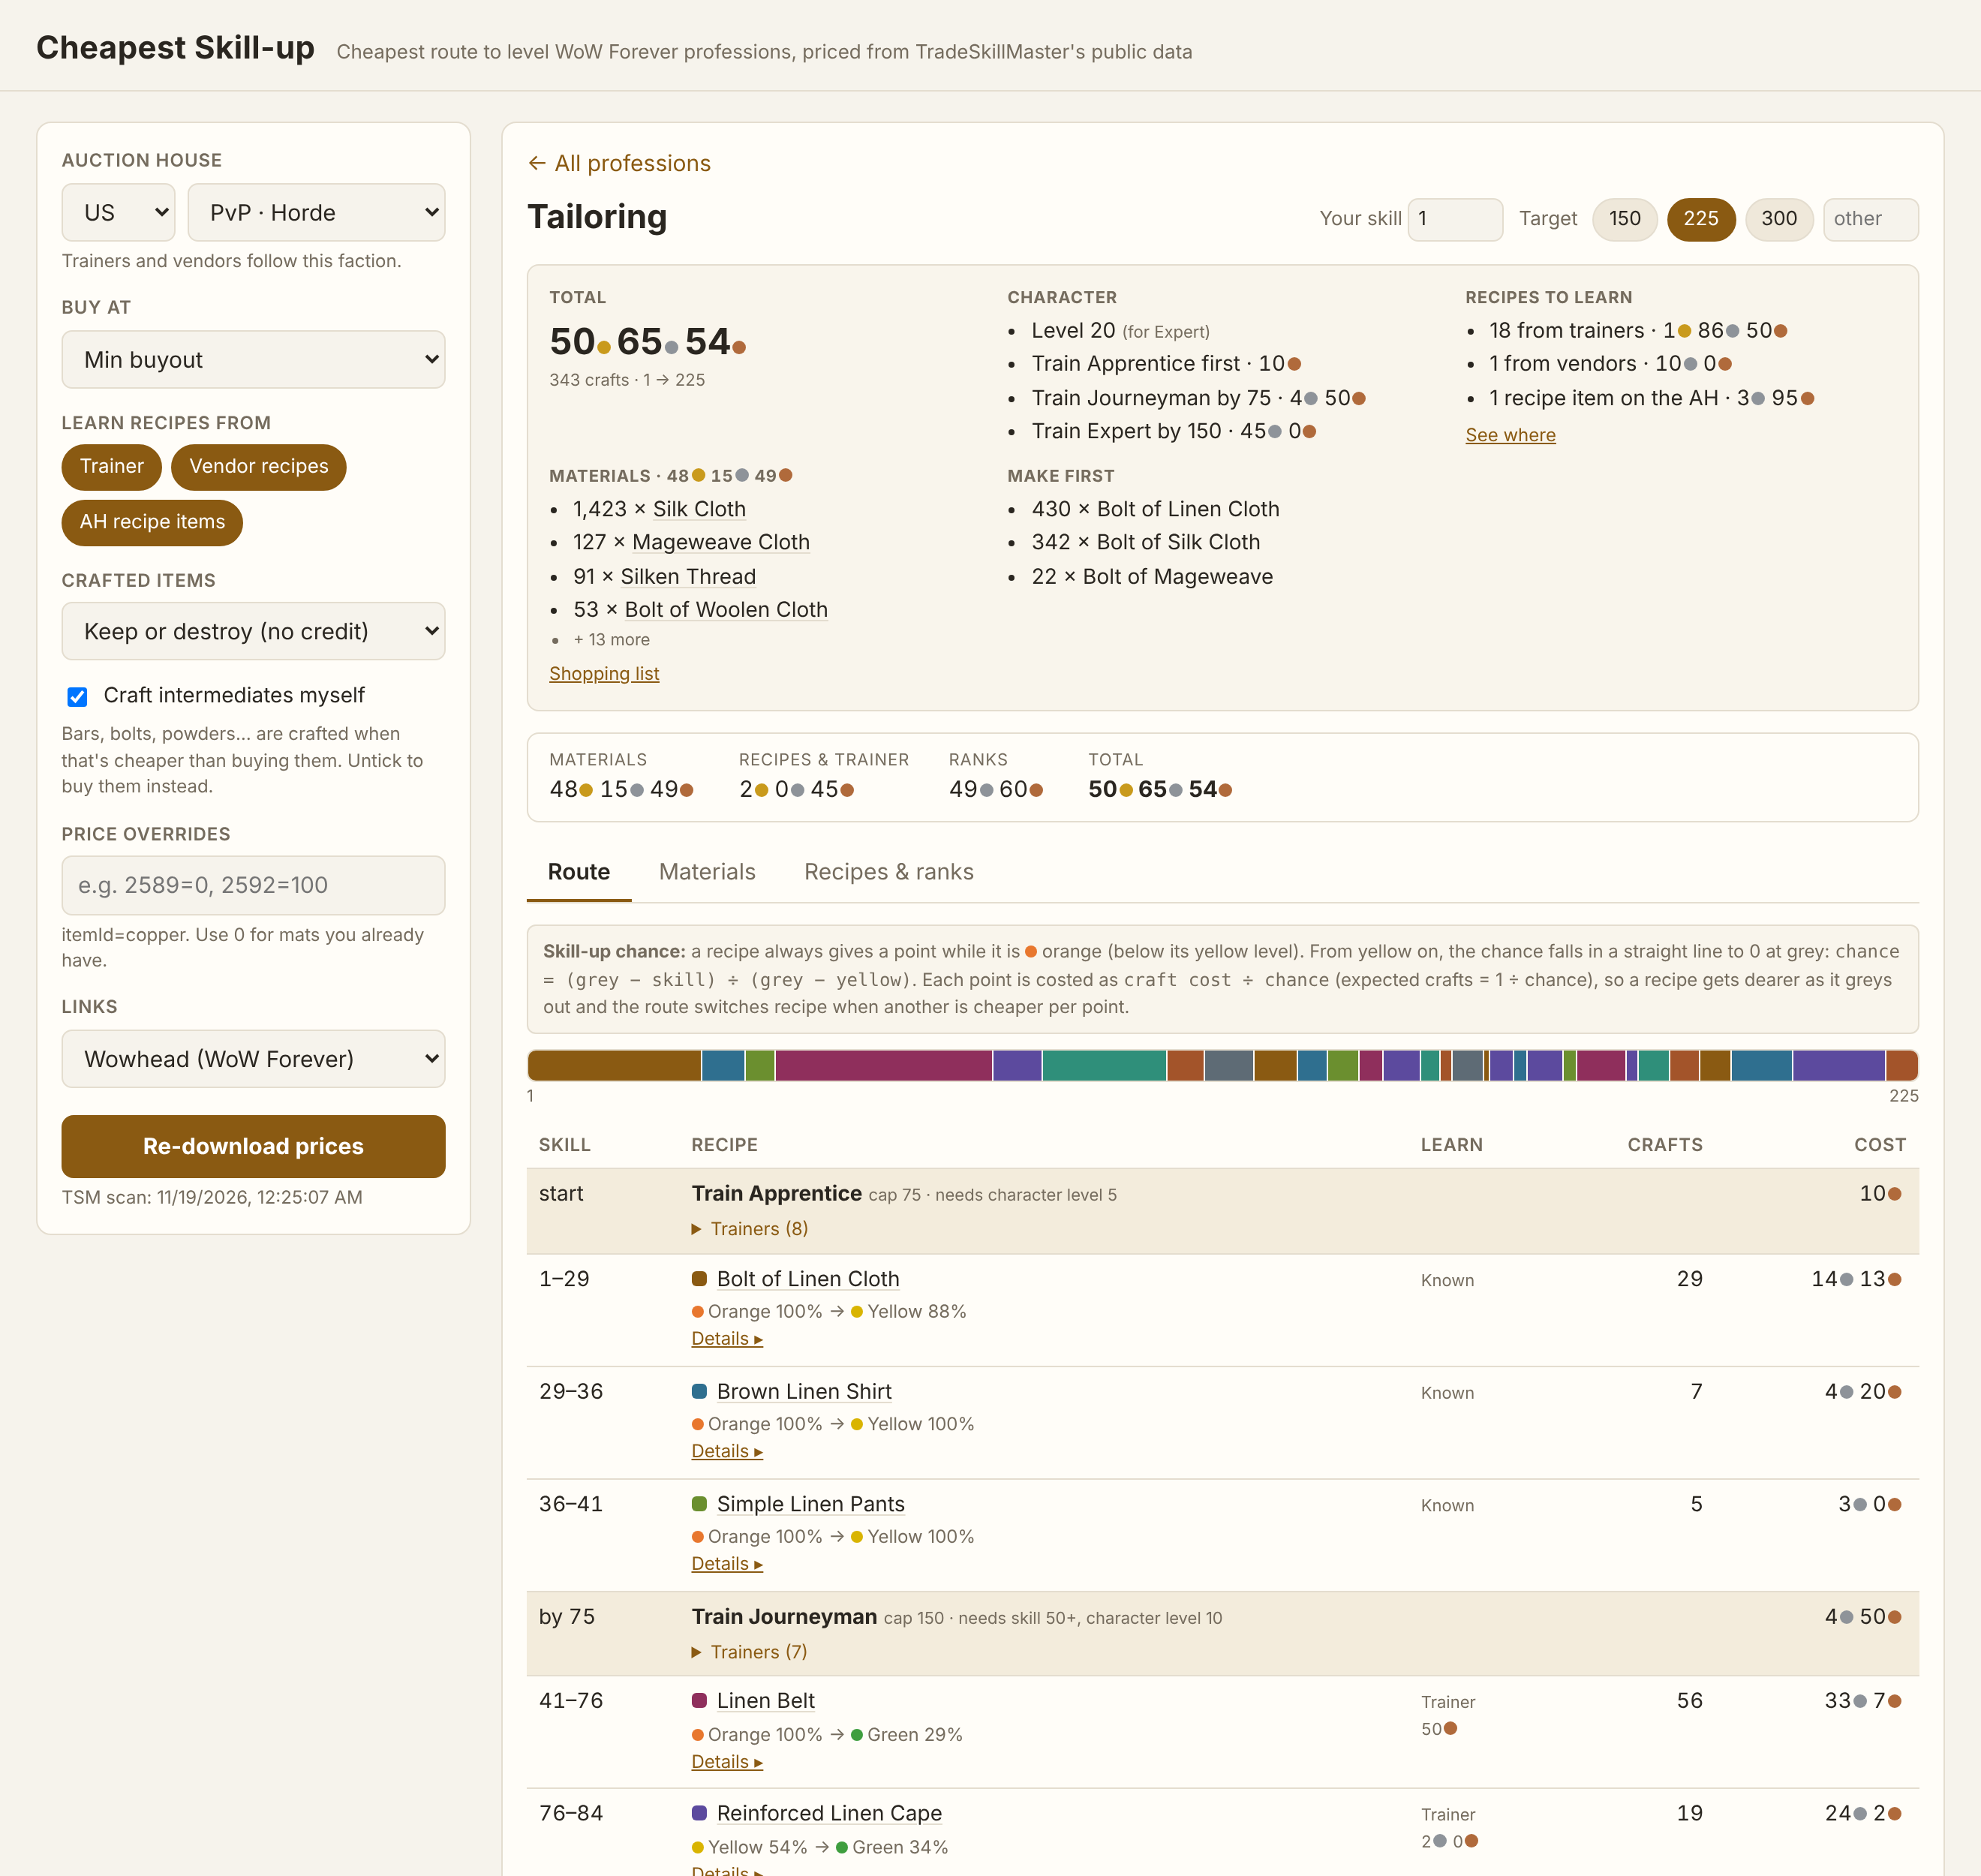 Cheapest Skill-up
Cheapest route to level WoW Forever professions, priced from TradeSkillMaster's public data
AUCTION HOUSE
US
PvP · Horde
Trainers and vendors follow this faction.
BUY AT
Min buyout
LEARN RECIPES FROM
Trainer
Vendor recipes
AH recipe items
CRAFTED ITEMS
Keep or destroy (no credit)
Craft intermediates myself
Bars, bolts, powders… are crafted when
that's cheaper than buying them. Untick to
buy them instead.
PRICE OVERRIDES
e.g. 2589=0, 2592=100
itemId=copper. Use 0 for mats you already
have.
LINKS
Wowhead (WoW Forever)
Re-download prices
TSM scan: 11/19/2026, 12:25:07 AM
← All professions
Tailoring
Your skill 1 Target 150 225 300 other
TOTAL
50 65 54
343 crafts · 1 → 225
CHARACTER
• Level 20 (for Expert)
• Train Apprentice first · 10
• Train Journeyman by 75 · 4 50
• Train Expert by 150 · 45 0
RECIPES TO LEARN
• 18 from trainers · 1 86 50
• 1 from vendors · 10 0
• 1 recipe item on the AH · 3 95
See where
MATERIALS · 48 15 49
• 1,423 × Silk Cloth
• 127 × Mageweave Cloth
• 91 × Silken Thread
• 53 × Bolt of Woolen Cloth
• + 13 more
Shopping list
MAKE FIRST
• 430 × Bolt of Linen Cloth
• 342 × Bolt of Silk Cloth
• 22 × Bolt of Mageweave
MATERIALS
48 15 49
RECIPES & TRAINER
2 0 45
RANKS
49 60
TOTAL
50 65 54
Route
Materials
Recipes & ranks
Skill-up chance: a recipe always gives a point while it is orange (below its yellow level). From yellow on, the chance falls in a straight line to 0 at grey: chance
= (grey − skill) ÷ (grey − yellow). Each point is costed as craft cost ÷ chance (expected crafts = 1 ÷ chance), so a recipe gets dearer as it greys
out and the route switches recipe when another is cheaper per point.
1 225
SKILL RECIPE LEARN CRAFTS COST
start Train Apprentice cap 75 · needs character level 5 10
▶ Trainers (8)
1–29 Bolt of Linen Cloth Known 29 14 13
Orange 100% → Yellow 88%
Details ▸
29–36 Brown Linen Shirt Known 7 4 20
Orange 100% → Yellow 100%
Details ▸
36–41 Simple Linen Pants Known 5 3 0
Orange 100% → Yellow 100%
Details ▸
by 75 Train Journeyman cap 150 · needs skill 50+, character level 10 4 50
▶ Trainers (7)
41–76 Linen Belt Trainer 56 33 7
50
Orange 100% → Green 29%
Details ▸
76–84 Reinforced Linen Cape Trainer 19 24 2
2 0
Yellow 54% → Green 34%
Details ▸